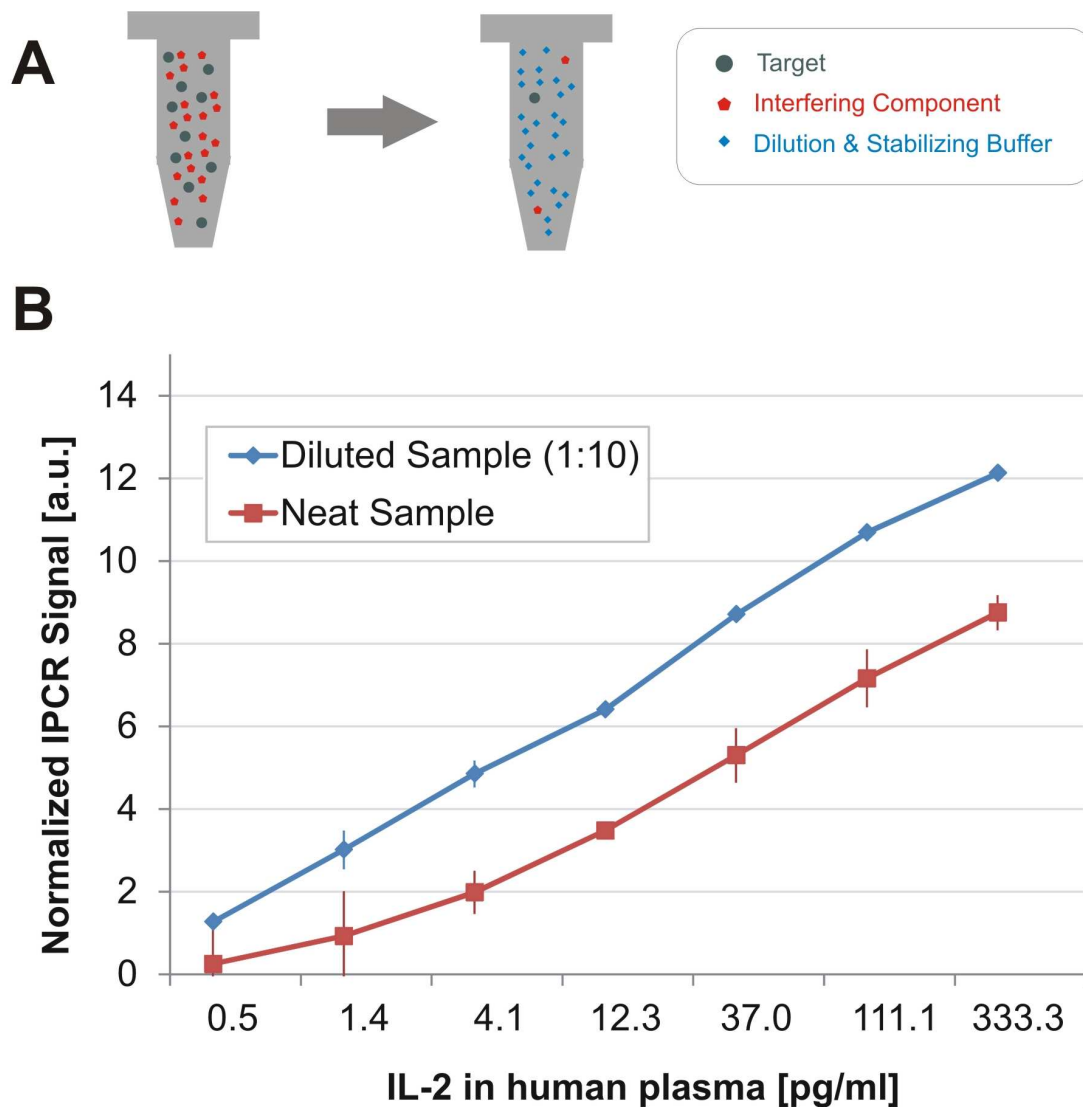 A
Target
Interfering Component
Dilution & Stabilizing Buffer
B
Normalized IPCR Signal [a.u.]
14
12
10
8
6
4
2
0
Diluted Sample (1:10)
Neat Sample
0.5 1.4 4.1 12.3 37.0 111.1 333.3
IL-2 in human plasma [pg/ml]